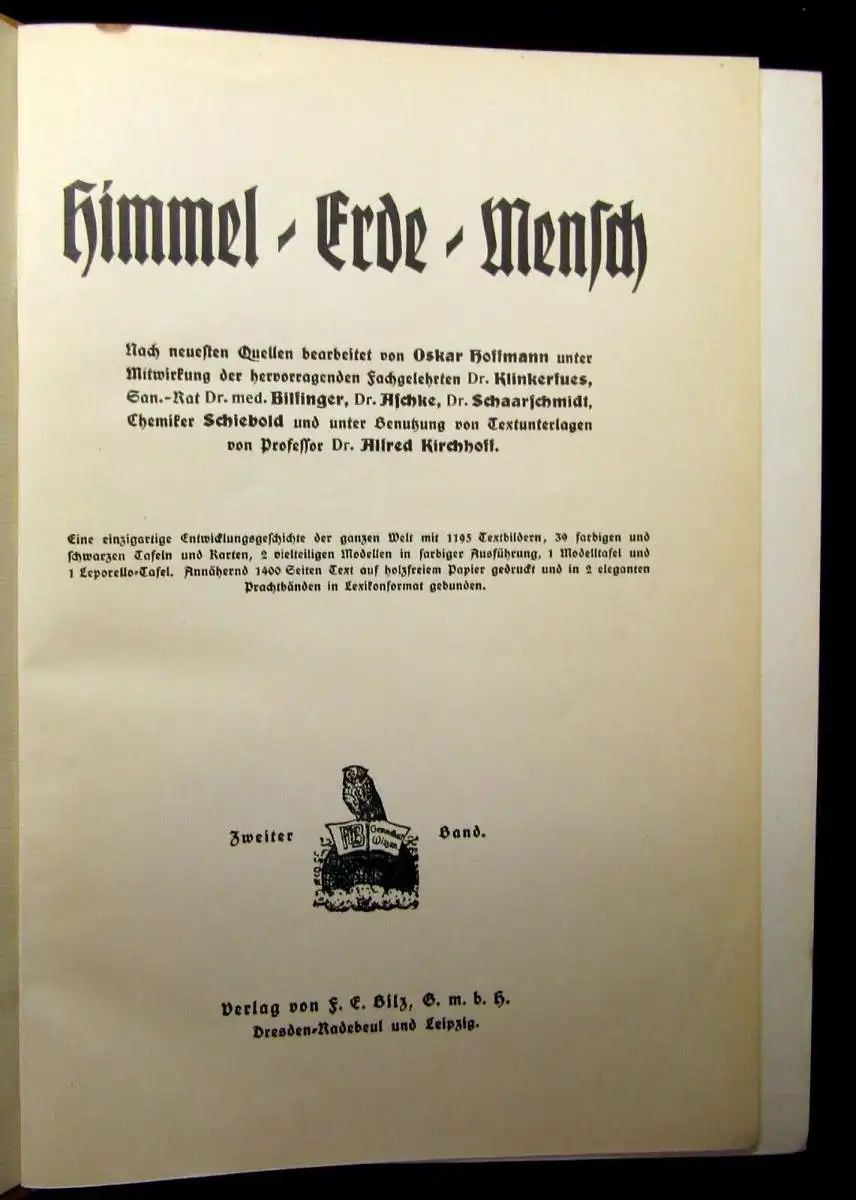 Himmel - Erde - Menſch
Nach neueſten Quellen bearbeitet von Oskar Hoffmann unter
Mitwirkung der hervorragenden Fachgelehrten Dr. Klinkerfues,
San.-Rat Dr. med. Bilfinger, Dr. Aſchke, Dr. Schaarſchmidt,
Chemiker Schiebold und unter Benutzung von Textunterlagen
von Profeſſor Dr. Alfred Kirchhoff.
Eine einzigartige Entwicklungsgeſchichte der ganzen Welt mit 1195 Textbildern, 39 farbigen und
ſchwarzen Tafeln und Karten, 2 vielteiligen Modellen in farbiger Ausführung, 1 Modelltafel und
1 Leporello-Tafel. Annähernd 1400 Seiten Text auf holzfreiem Papier gedruckt und in 2 eleganten
Prachtbänden in Lexikonformat gebunden.
Zweiter Band.
Verlag von F. E. Bilz, G. m. b. H.
Dresden-Radebeul und Leipzig.